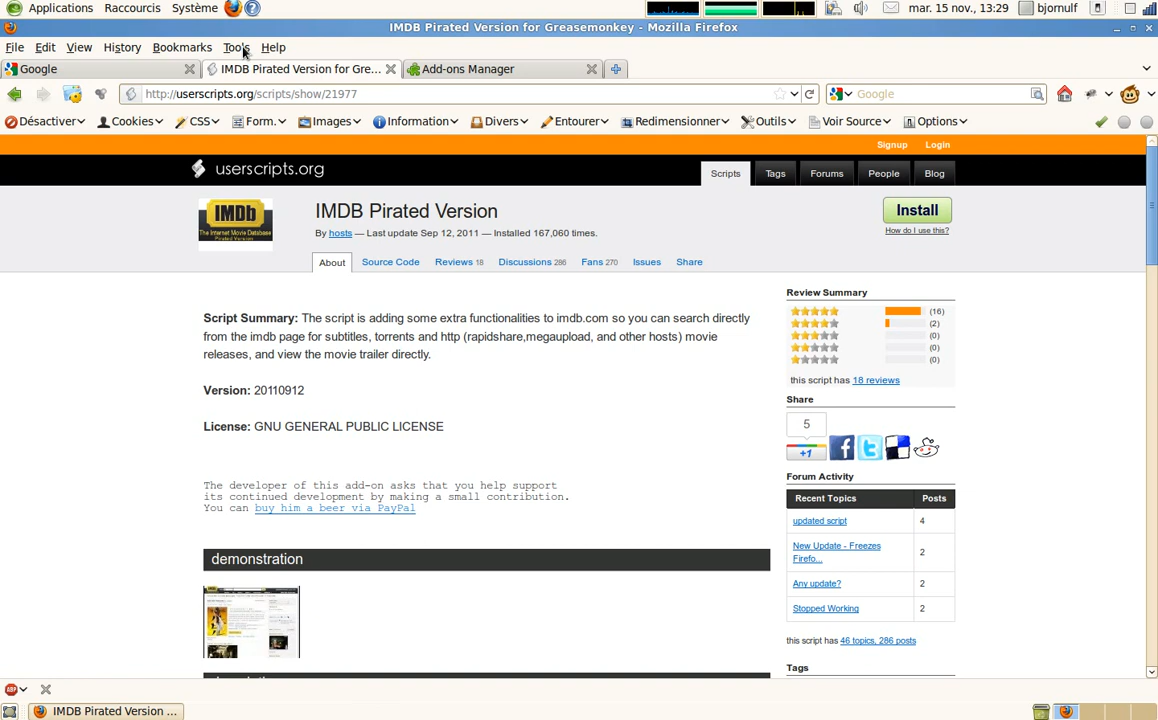 Applications Raccourcis Système mar. 15 nov., 13:29 bjornulf
IMDB Pirated Version for Greasemonkey - Mozilla Firefox
File Edit View History Bookmarks Tools Help
Google IMDB Pirated Version for Gre... Add-ons Manager
http://userscripts.org/scripts/show/21977 Google
Désactiver Cookies CSS Form. Images Information Divers Entourer Redimensionner Outils Voir Source Options
Signup Login
userscripts.org Scripts Tags Forums People Blog
IMDb
The Internet Movie Database
Pirated Version
IMDB Pirated Version
Install
By hosts — Last update Sep 12, 2011 — Installed 167,060 times.
How do I use this?
About Source Code Reviews 18 Discussions 286 Fans 270 Issues Share
Script Summary: The script is adding some extra functionalities to imdb.com so you can search directly
from the imdb page for subtitles, torrents and http (rapidshare,megaupload, and other hosts) movie
releases, and view the movie trailer directly.
Version: 20110912
License: GNU GENERAL PUBLIC LICENSE
The developer of this add-on asks that you help support
its continued development by making a small contribution.
You can buy him a beer via PayPal
demonstration
Review Summary
(16)
(2)
(0)
(0)
(0)
this script has 18 reviews
Share
5
+1
Forum Activity
Recent Topics Posts
updated script 4
New Update - Freezes
Firefo... 2
Any update? 2
Stopped Working 2
this script has 46 topics, 286 posts
Tags
ABP
IMDB Pirated Version ...